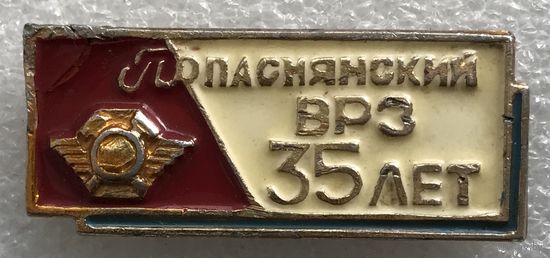 Попаснянский
ВРЗ
35 лет